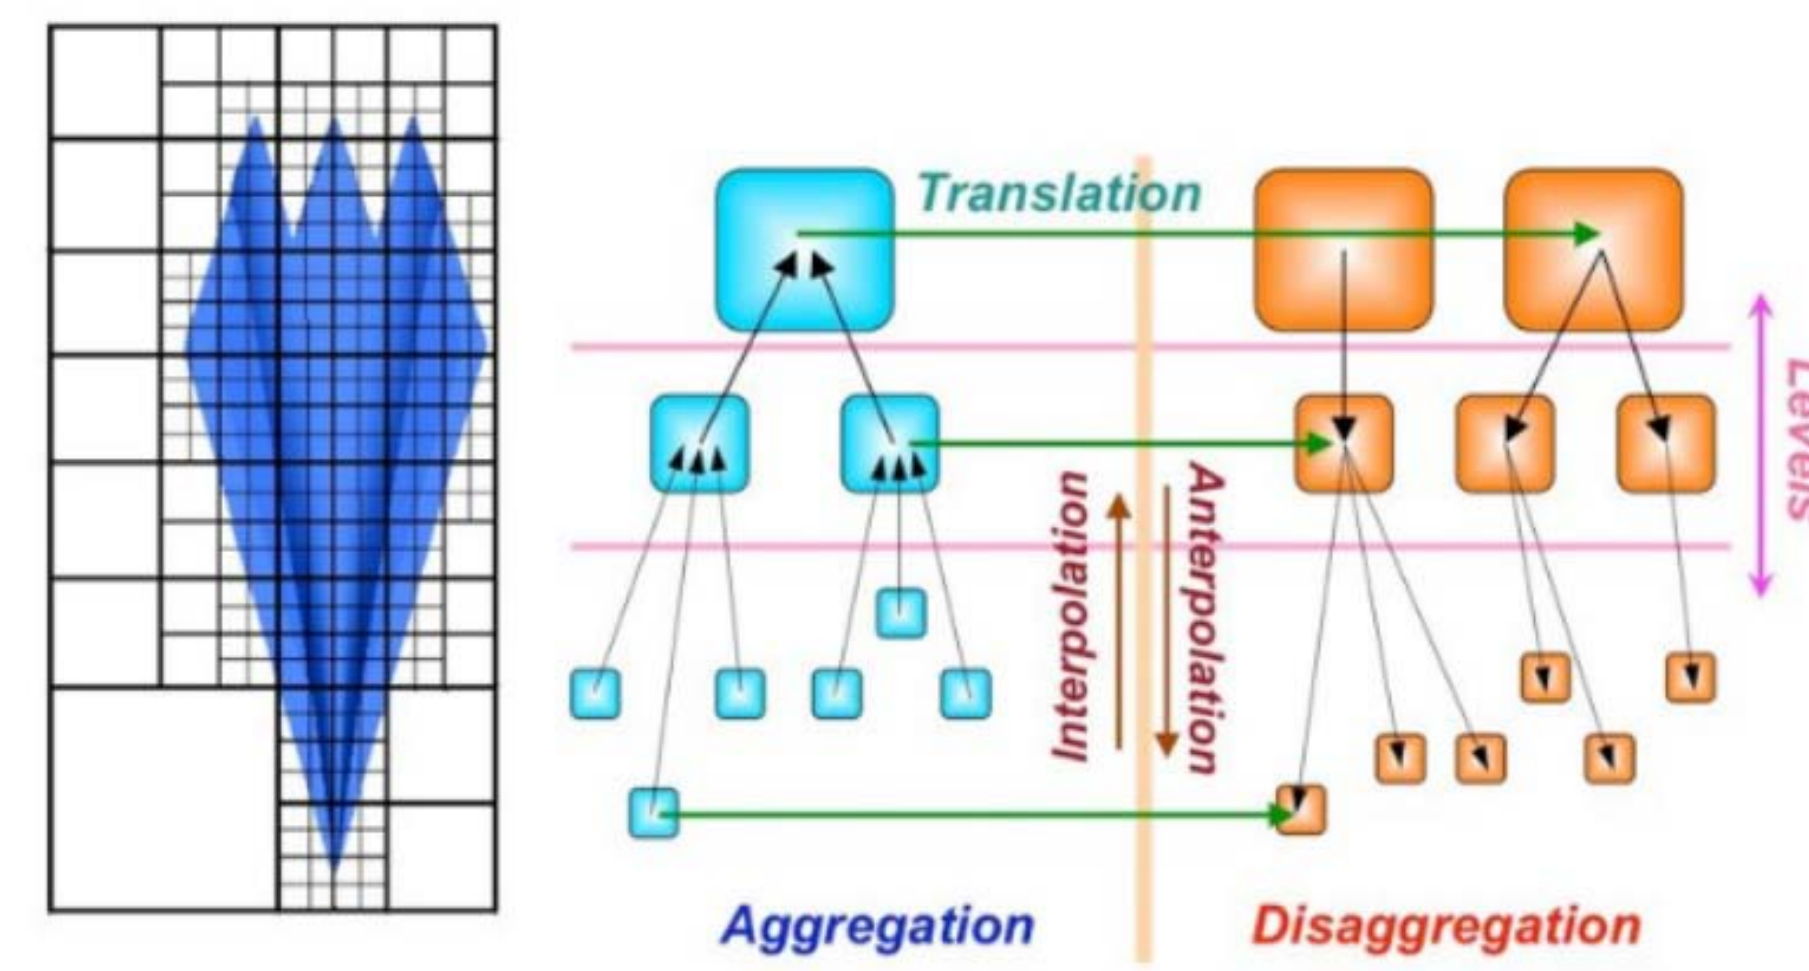 Translation
Levels
Interpolation
Anterpolation
Aggregation
Disaggregation